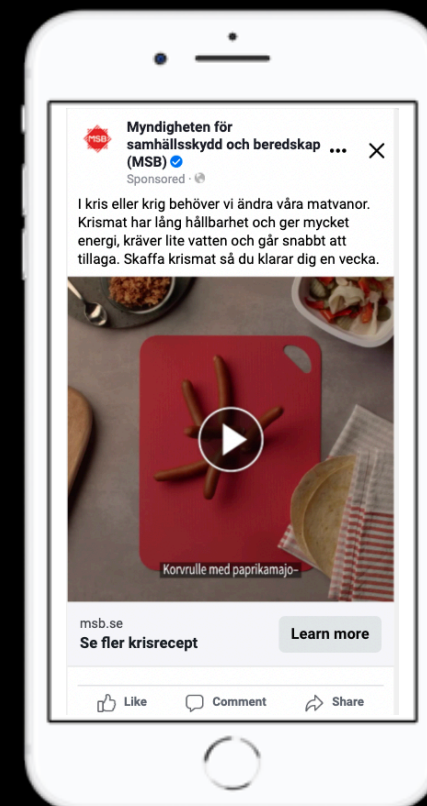 MSB
Myndigheten för
samhällsskydd och beredskap
(MSB)
Sponsored ·
I kris eller krig behöver vi ändra våra matvanor.
Krismat har lång hållbarhet och ger mycket
energi, kräver lite vatten och går snabbt att
tillaga. Skaffa krismat så du klarar dig en vecka.
Korvrulle med paprikamajo-
msb.se
Se fler krisrecept
Learn more
Like
Comment
Share